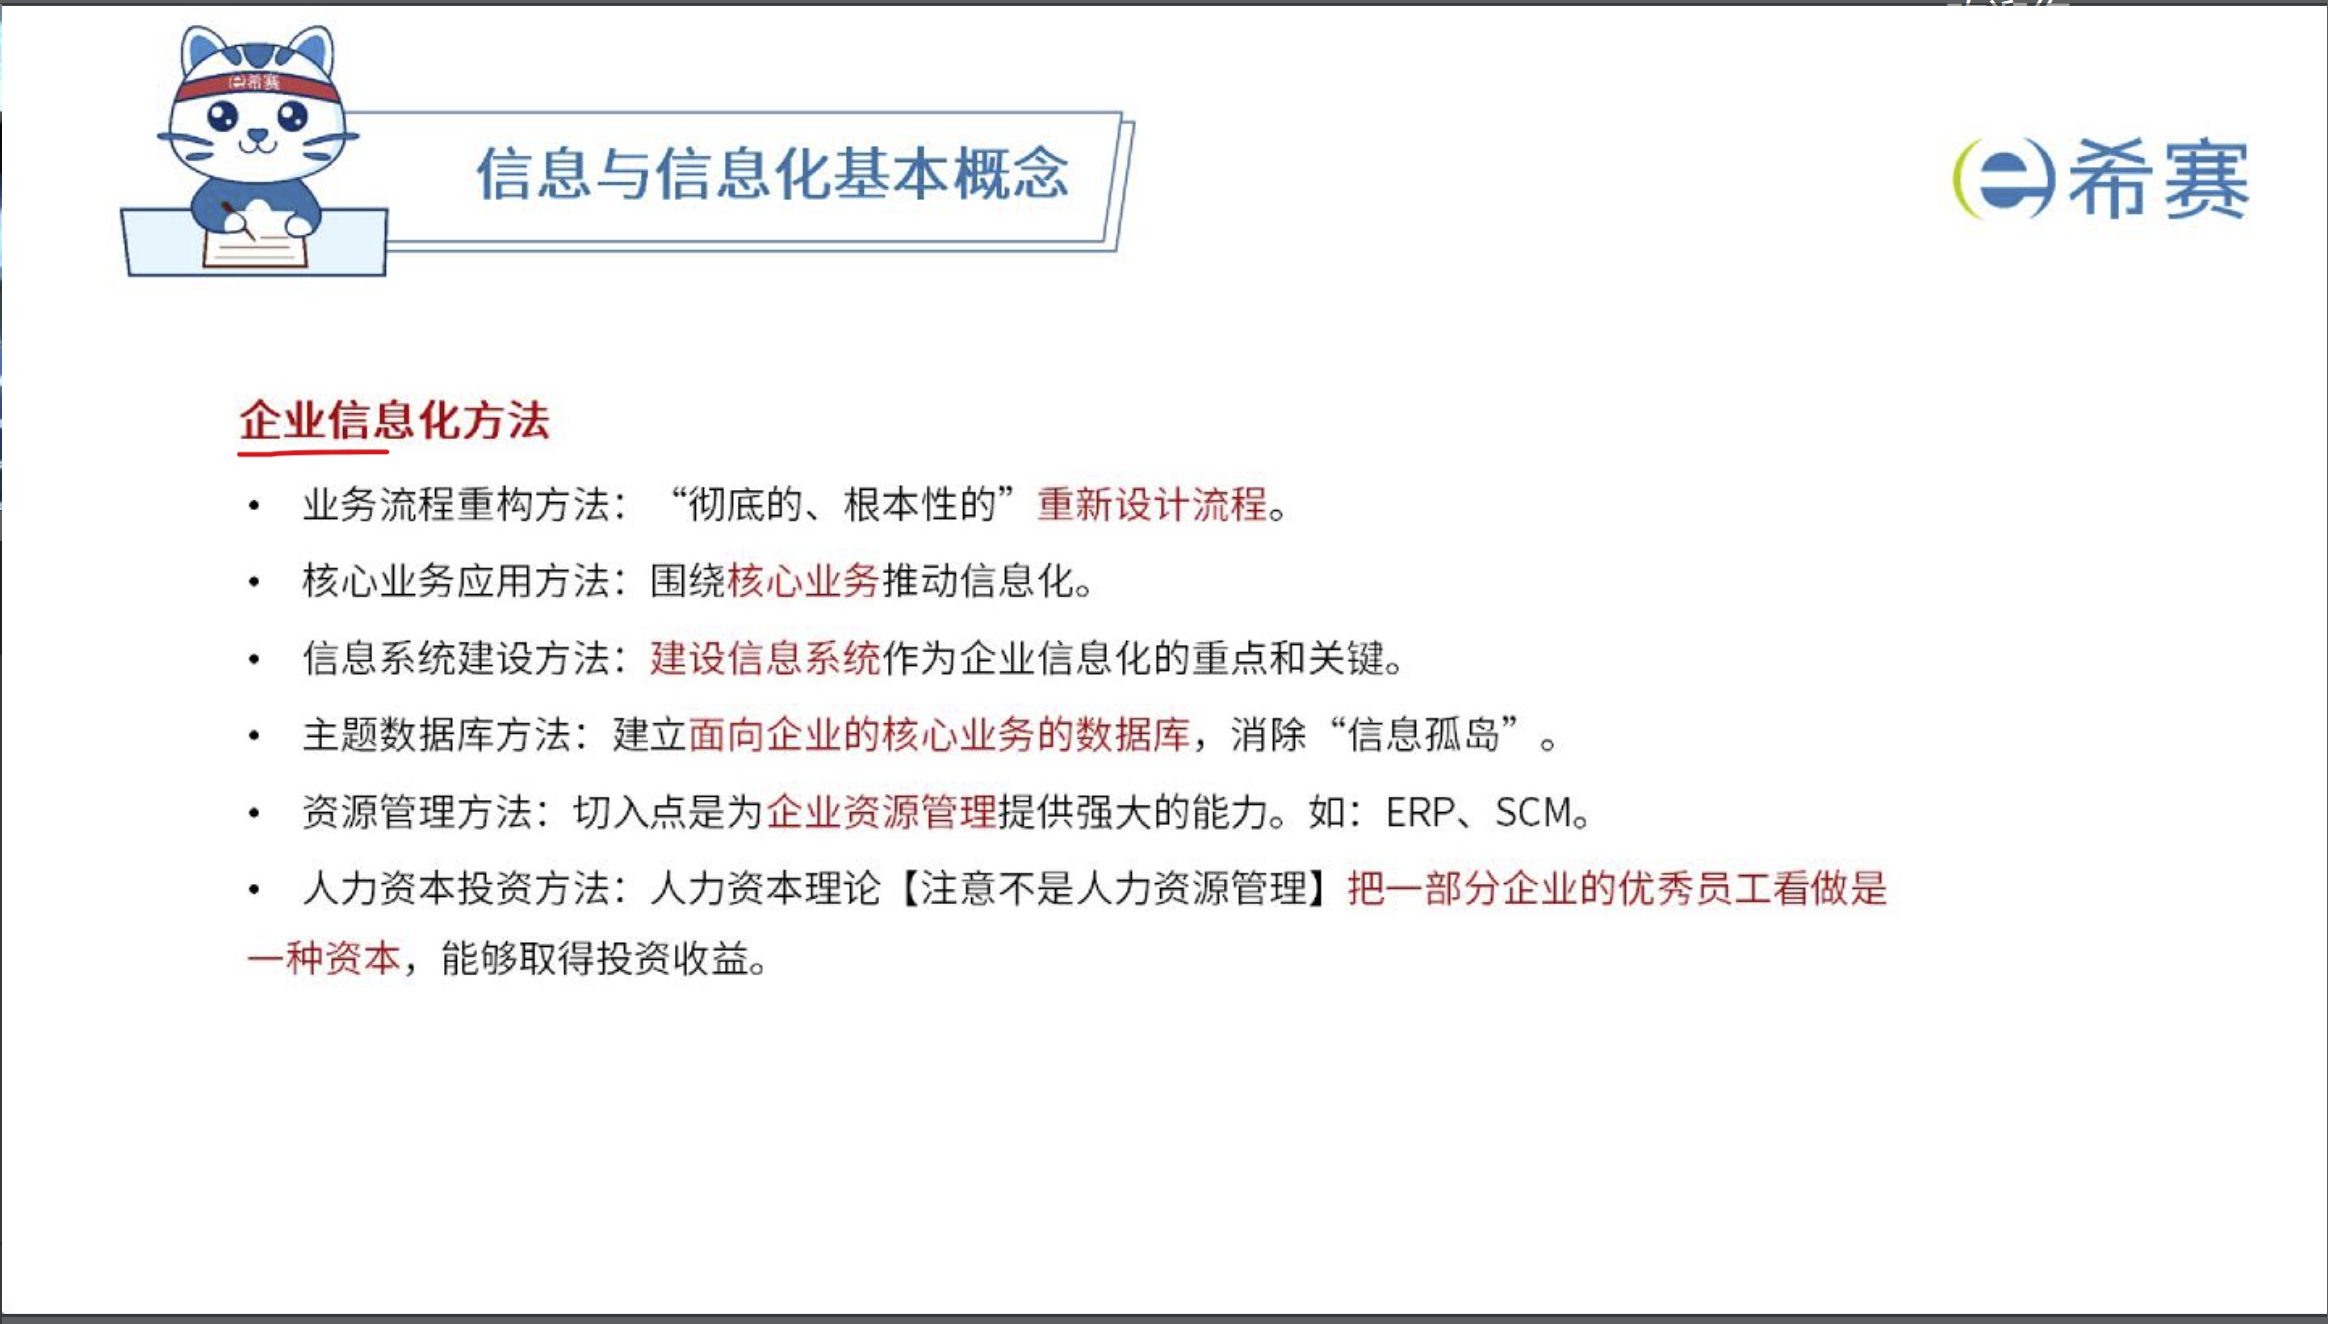 希赛
信息与信息化基本概念
希赛
企业信息化方法
• 业务流程重构方法：“彻底的、根本性的”重新设计流程。
• 核心业务应用方法：围绕核心业务推动信息化。
• 信息系统建设方法：建设信息系统作为企业信息化的重点和关键。
• 主题数据库方法：建立面向企业的核心业务的数据库，消除“信息孤岛”。
• 资源管理方法：切入点是为企业资源管理提供强大的能力。如：ERP、SCM。
• 人力资本投资方法：人力资本理论【注意不是人力资源管理】把一部分企业的优秀员工看做是
一种资本，能够取得投资收益。